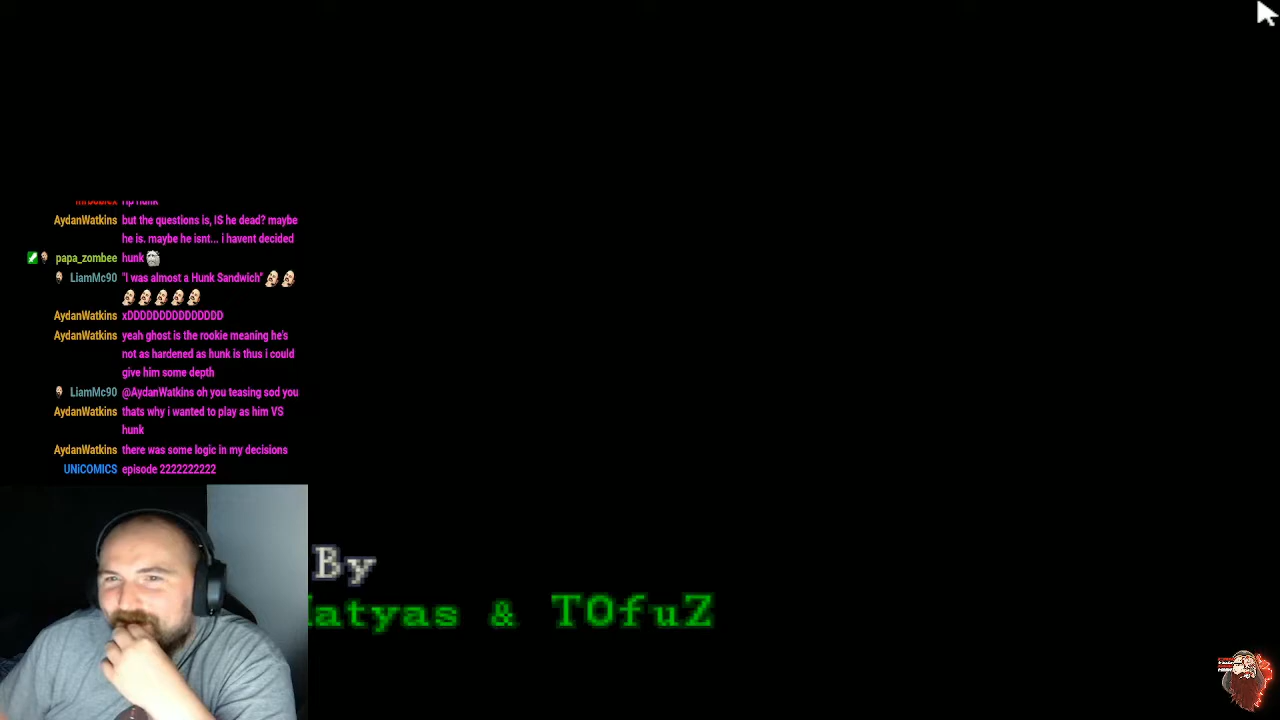 AydanWatkins but the questions is, IS he dead? maybe
he is. maybe he isnt... i havent decided
papa_zombee hunk
LiamMc90 "I was almost a Hunk Sandwich"
AydanWatkins xDDDDDDDDDDDDDDD
AydanWatkins yeah ghost is the rookie meaning he's
not as hardened as hunk is thus i could
give him some depth
LiamMc90 @AydanWatkins oh you teasing sod you
AydanWatkins thats why i wanted to play as him VS
hunk
AydanWatkins there was some logic in my decisions
UNiCOMICS episode 2222222222
By
atyas & TOfuZ